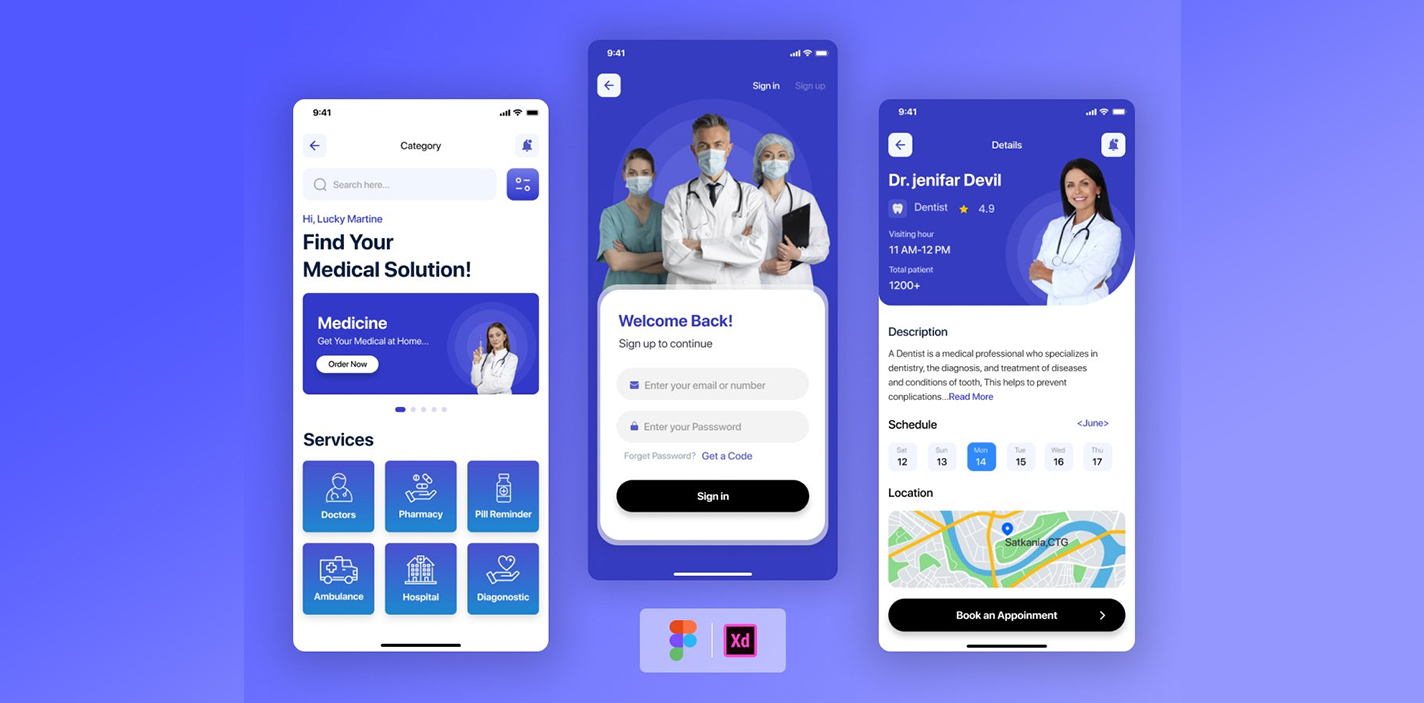 9:41
Category
Search here...
Hi, Lucky Martine
Find Your
Medical Solution!
Medicine
Get Your Medical at Home...
Order Now
Services
Doctors
Pharmacy
Pill Reminder
Ambulance
Hospital
Diagonostic
9:41
Sign in
Sign up
Welcome Back!
Sign up to continue
Enter your email or number
Enter your Passsword
Forget Password? Get a Code
Sign in
Xd
9:41
Details
Dr. jenifar Devil
Dentist 4.9
Visiting hour
11 AM-12 PM
Total patient
1200+
Description
A Dentist is a medical professional who specializes in
dentistry, the diagnosis, and treatment of diseases
and conditions of tooth, This helps to prevent
conplications...Read More
Schedule <June>
Sat Sun Mon Tue Wed Thu
12 13 14 15 16 17
Location
Satkania,CTG
Book an Appoinment